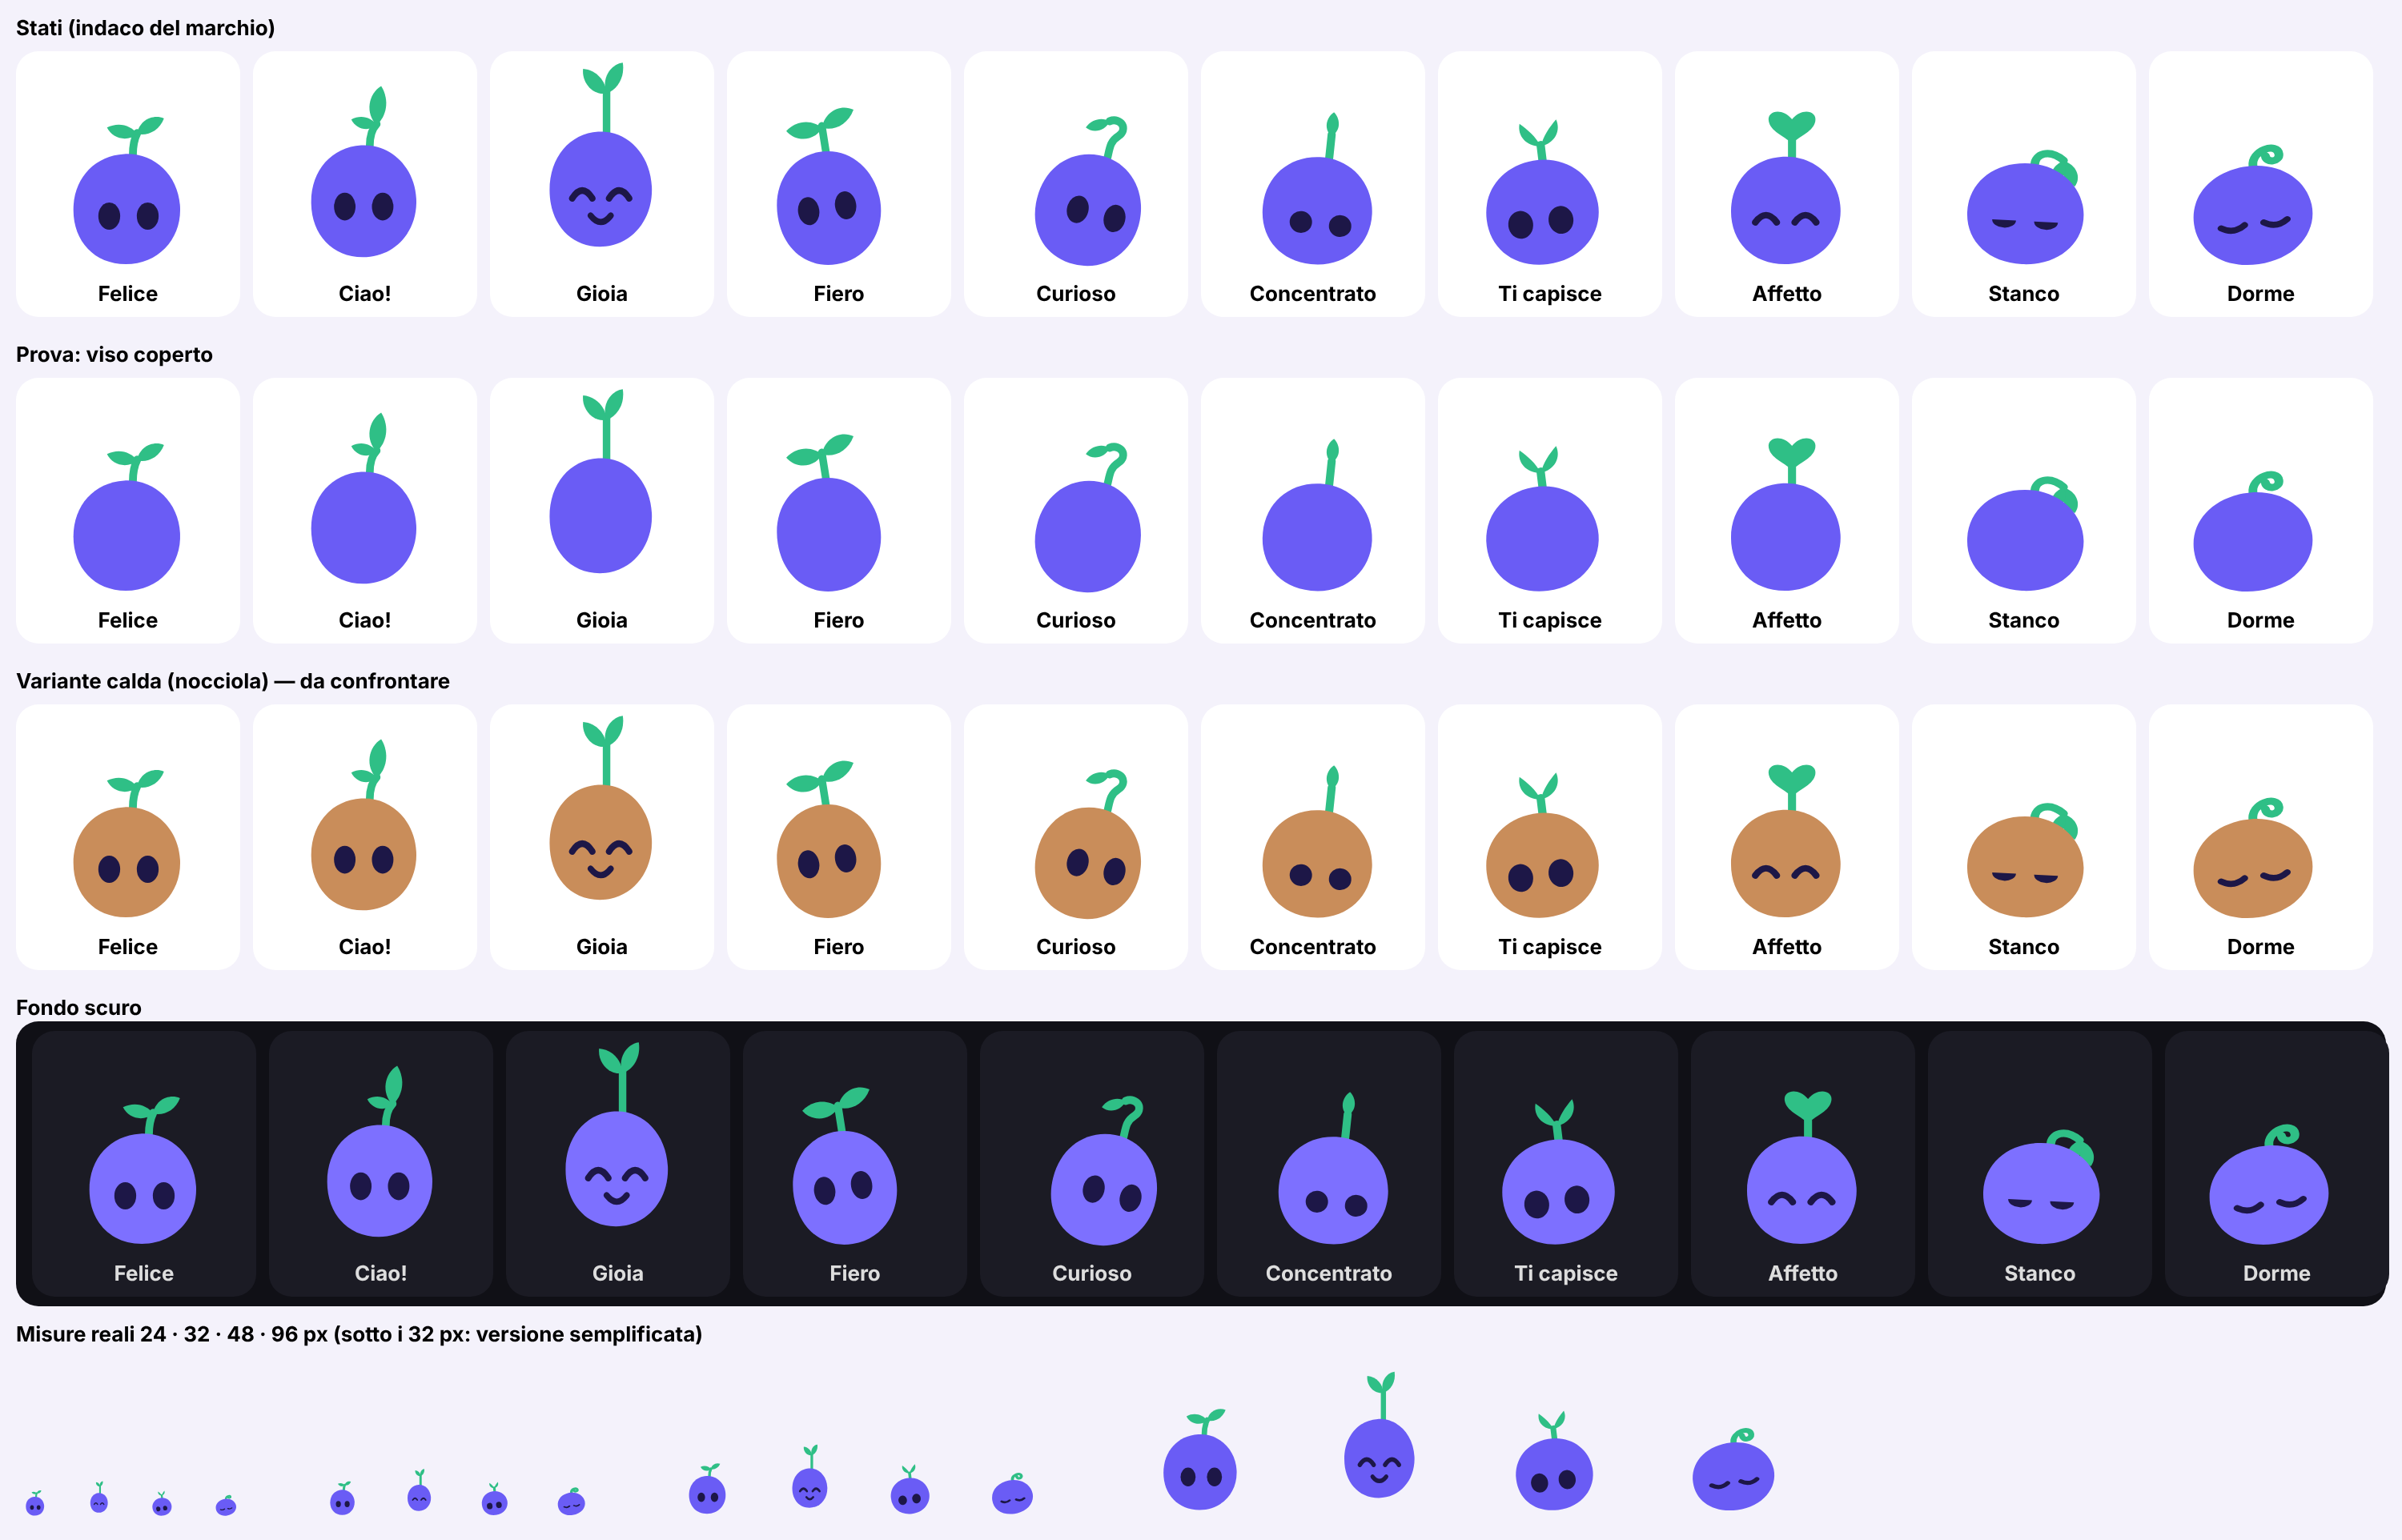 Stati (indaco del marchio)
Felice Ciao! Gioia Fiero Curioso Concentrato Ti capisce Affetto Stanco Dorme
Prova: viso coperto
Felice Ciao! Gioia Fiero Curioso Concentrato Ti capisce Affetto Stanco Dorme
Variante calda (nocciola) — da confrontare
Felice Ciao! Gioia Fiero Curioso Concentrato Ti capisce Affetto Stanco Dorme
Fondo scuro
Felice Ciao! Gioia Fiero Curioso Concentrato Ti capisce Affetto Stanco Dorme
Misure reali 24 · 32 · 48 · 96 px (sotto i 32 px: versione semplificata)